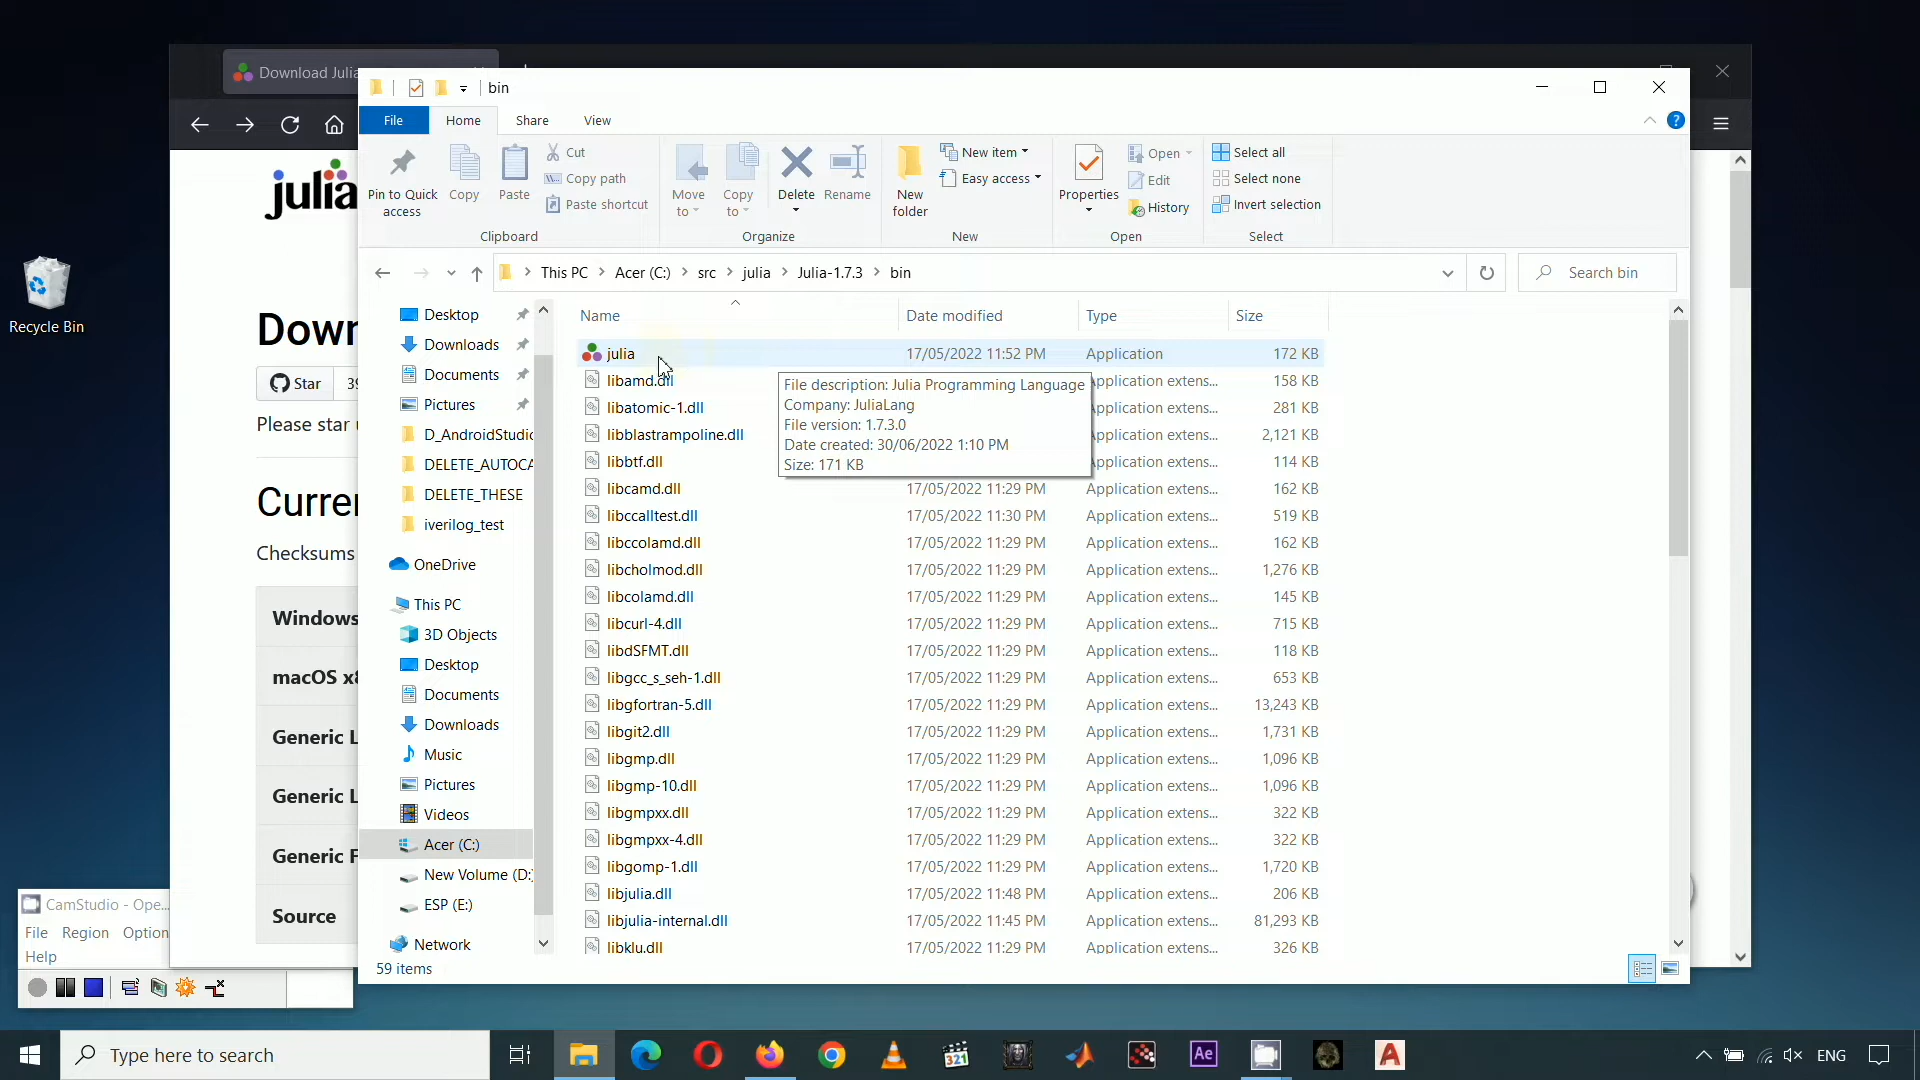 Download Julia
bin
File
Home
Share
View
Pin to Quick
access
Copy
Paste
Cut
Copy path
Paste shortcut
Clipboard
Move
to
Copy
to
Delete
Rename
Organize
New
folder
New item
Easy access
New
Properties
Open
Edit
History
Open
Select all
Select none
Invert selection
Select
This PC
Acer (C:)
src
julia
Julia-1.7.3
bin
Search bin
julia
Down
Star
39
Please star u
Curre
Checksums
Windows
macOS x8
Generic L
Generic L
Generic F
Source
Recycle Bin
Desktop
Downloads
Documents
Pictures
D_AndroidStudio
DELETE_AUTOCA
DELETE_THESE
iverilog_test
OneDrive
This PC
3D Objects
Desktop
Documents
Downloads
Music
Pictures
Videos
Acer (C:)
New Volume (D:)
ESP (E:)
Network
Name Date modified Type Size
julia 17/05/2022 11:52 PM Application 172 KB
libamd.dll Application extens... 158 KB
libatomic-1.dll Application extens... 281 KB
libblastrampoline.dll Application extens... 2,121 KB
libbtf.dll Application extens... 114 KB
File description: Julia Programming Language
Company: JuliaLang
File version: 1.7.3.0
Date created: 30/06/2022 1:10 PM
Size: 171 KB
libcamd.dll 17/05/2022 11:29 PM Application extens... 162 KB
libccalltest.dll 17/05/2022 11:30 PM Application extens... 519 KB
libccolamd.dll 17/05/2022 11:29 PM Application extens... 162 KB
libcholmod.dll 17/05/2022 11:29 PM Application extens... 1,276 KB
libcolamd.dll 17/05/2022 11:29 PM Application extens... 145 KB
libcurl-4.dll 17/05/2022 11:29 PM Application extens... 715 KB
libdSFMT.dll 17/05/2022 11:29 PM Application extens... 118 KB
libgcc_s_seh-1.dll 17/05/2022 11:29 PM Application extens... 653 KB
libgfortran-5.dll 17/05/2022 11:29 PM Application extens... 13,243 KB
libgit2.dll 17/05/2022 11:29 PM Application extens... 1,731 KB
libgmp.dll 17/05/2022 11:29 PM Application extens... 1,096 KB
libgmp-10.dll 17/05/2022 11:29 PM Application extens... 1,096 KB
libgmpxx.dll 17/05/2022 11:29 PM Application extens... 322 KB
libgmpxx-4.dll 17/05/2022 11:29 PM Application extens... 322 KB
libgomp-1.dll 17/05/2022 11:29 PM Application extens... 1,720 KB
libjulia.dll 17/05/2022 11:48 PM Application extens... 206 KB
libjulia-internal.dll 17/05/2022 11:45 PM Application extens... 81,293 KB
libklu.dll 17/05/2022 11:29 PM Application extens... 326 KB
59 items
CamStudio - Ope...
File Region Option
Help
Type here to search
321
Ae
A
ENG